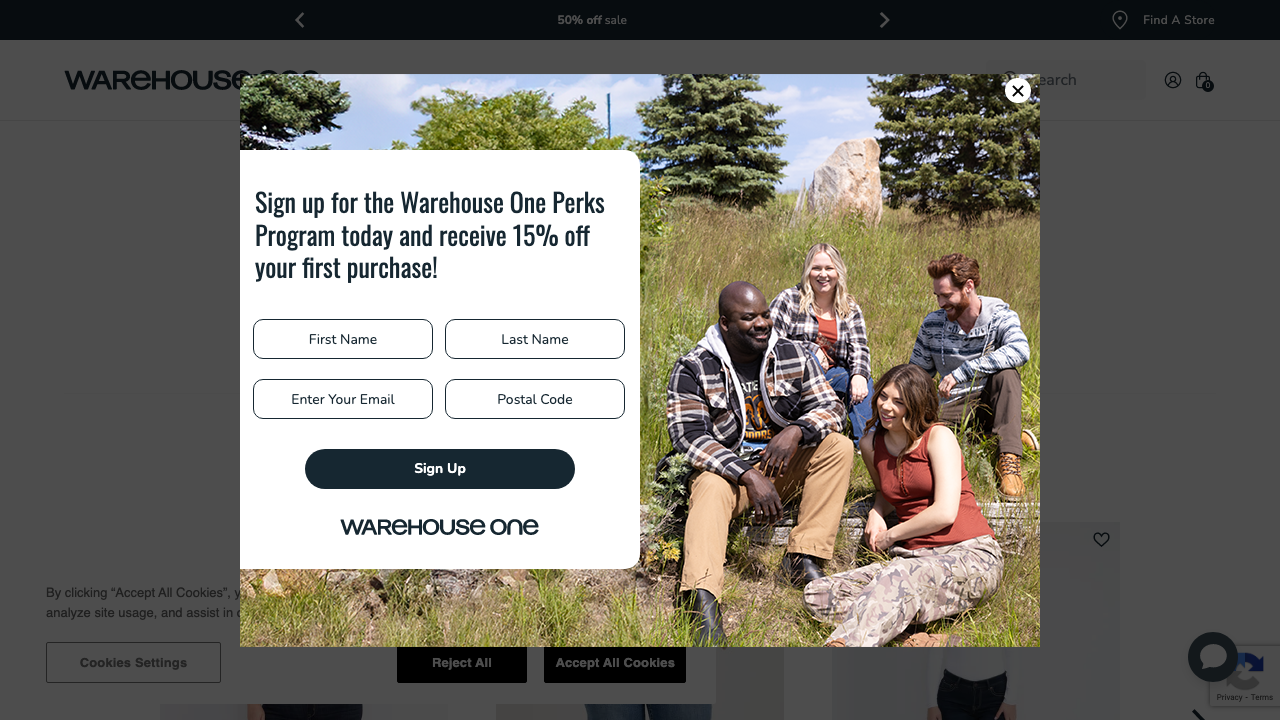 50% off sale
Find A Store
WAREHOUSE ONE
earch
0
Sign up for the Warehouse One Perks
Program today and receive 15% off
your first purchase!
First Name
Last Name
Enter Your Email
Postal Code
Sign Up
WAREHOUSE ONE
By clicking “Accept All Cookies”, y
analyze site usage, and assist in
Cookies Settings
Reject All
Accept All Cookies
Privacy - Terms